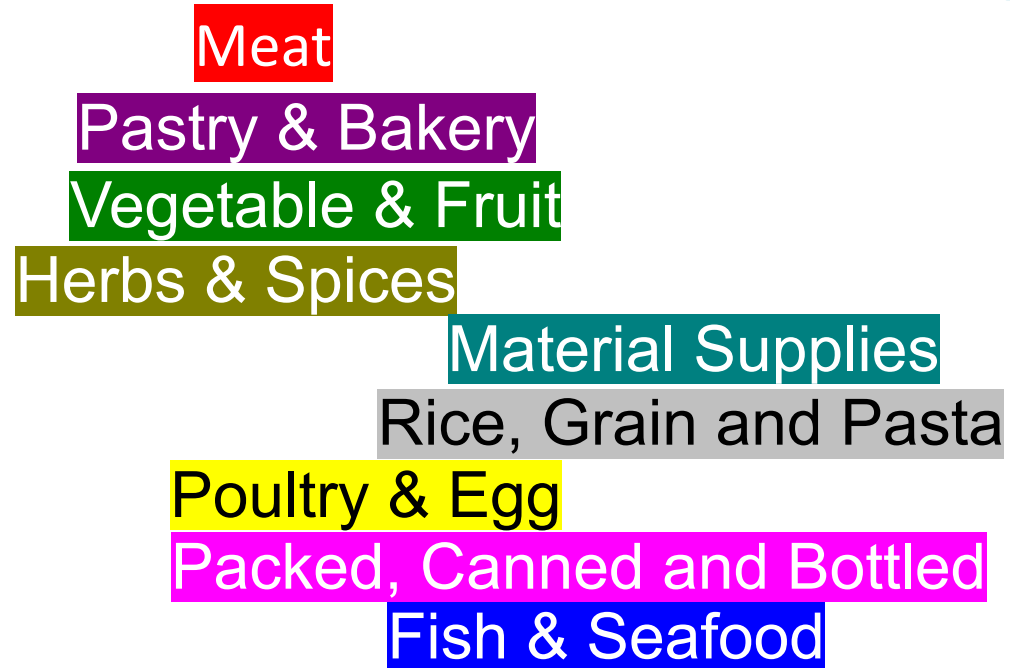 Meat
Pastry & Bakery
Vegetable & Fruit
Herbs & Spices
Material Supplies
Rice, Grain and Pasta
Poultry & Egg
Packed, Canned and Bottled
Fish & Seafood